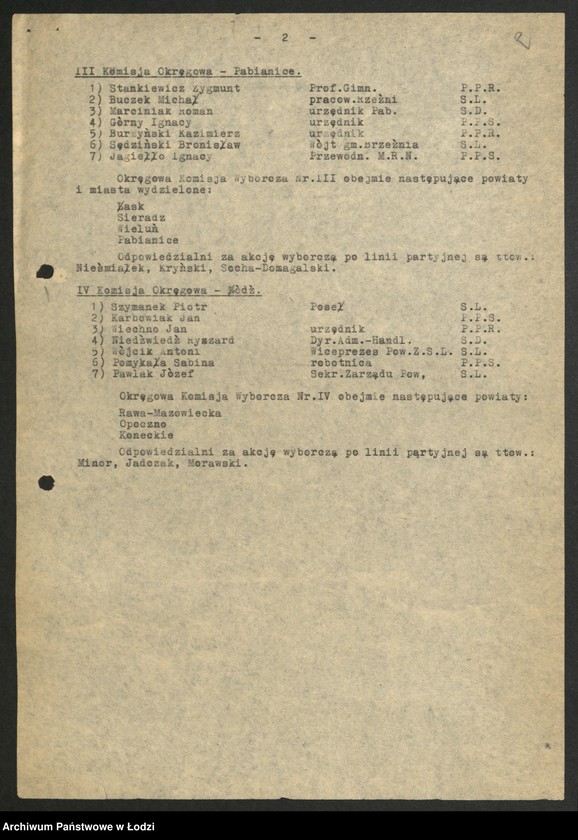 - 2 -
2
III Komisja Okręgowa - Pabianice.
1) Stankiewicz Zygmunt Prof.Gimn. P.P.R.
2) Buczek Michał pracow.Rzeźni S.L.
3) Marciniak Roman urzędnik Pab. S.D.
4) Górny Ignacy urzędnik P.P.S.
5) Burzyński Kazimierz urzędnik P.P.R.
6) Sędziński Bronisław Wójt gm.Brzeźnia S.L.
7) Jagiełło Ignacy Przewodn. M.R.N. P.P.S.
Okręgowa Komisja Wyborcza Nr.III obejmie następujące powiaty
i miasta wydzielone:
Łask
Sieradz
Wieluń
Pabianice
Odpowiedzialni za akcję wyborczą po linii partyjnej są ttow.:
Nieśmiałek, Kryński, Socha-Domagalski.
IV Komisja Okręgowa - Łódź.
1) Szymanek Piotr Poseł S.L.
2) Karbowiak Jan P.P.S.
3) Wiechno Jan urzędnik P.P.R.
4) Niedźwiedź Ryszard Dyr.Adm.-Handl. S.D.
5) Wójcik Antoni Wiceprezes Pow.Z.S.L. S.L.
6) Pomykała Sabina robotnica P.P.S.
7) Pawlak Józef Sekr.Zarządu Pow, S.L.
Okręgowa Komisja Wyborcza Nr.IV obejmie następujące powiaty:
Rawa-Mazowiecka
Opoczno
Koneckie
Odpowiedzialni za akcję wyborczą po linii partyjnej są ttow.:
Minor, Jadczak, Morawski.
Archiwum Państwowe w Łodzi